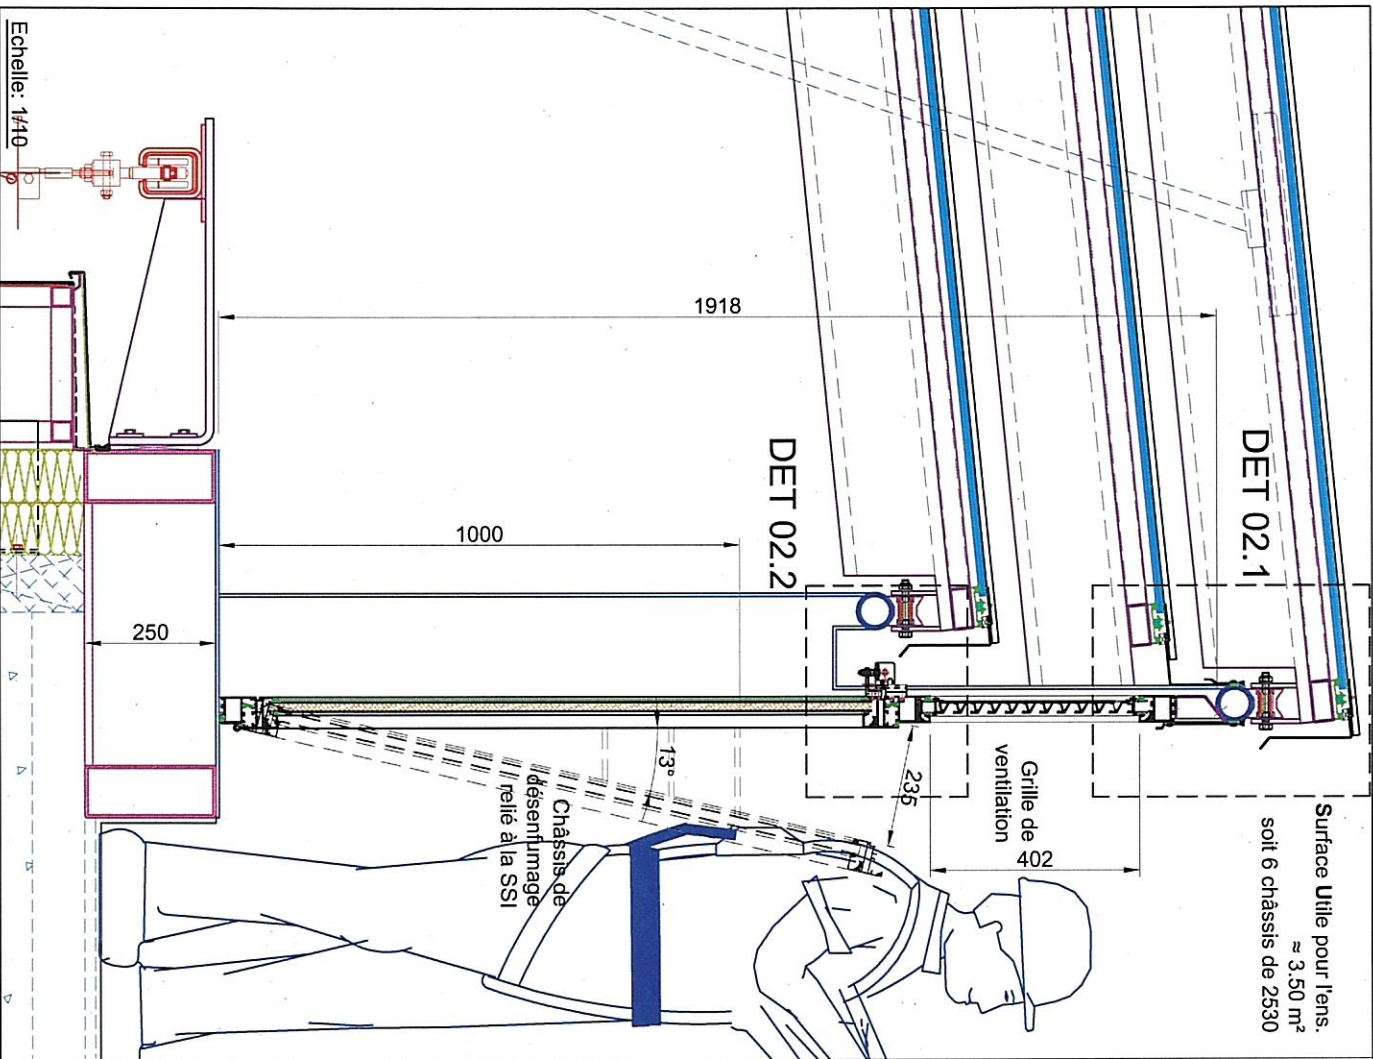 Echelle: 1/10
1918
1000
250
DET 02.2
DET 02.1
13°
235
402
Grille de
ventilation
Châssis de
désenfumage
relié à la SSI
Surface Utile pour l'ens.
≈ 3.50 m²
soit 6 châssis de 2530